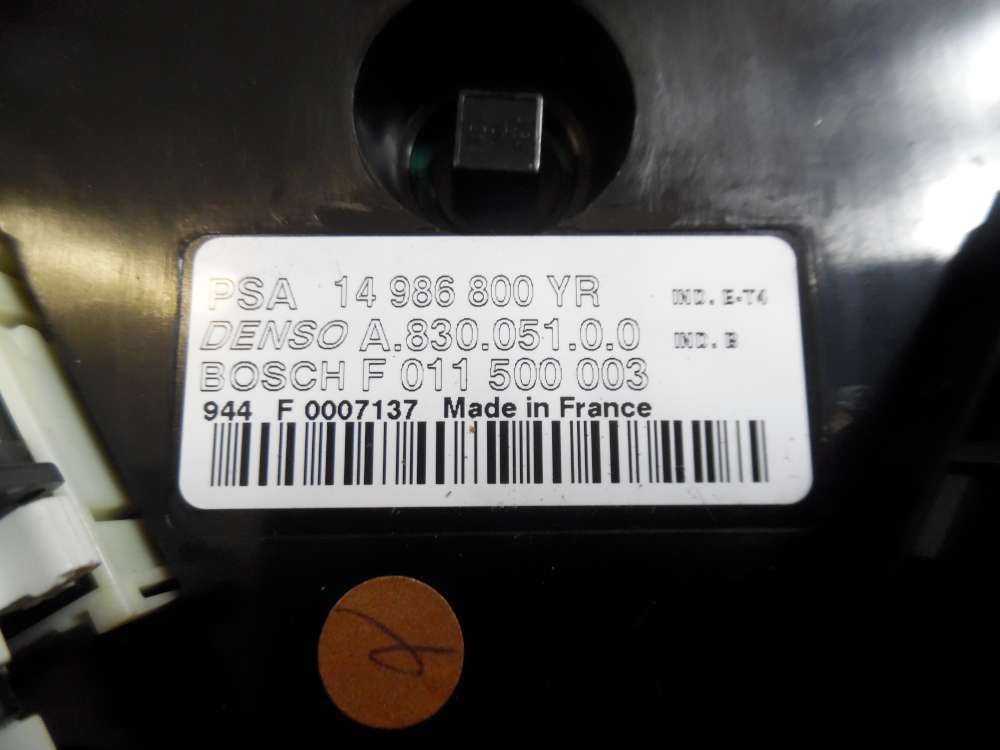 PSA 14 986 800 YR IND. E-T4
DENSO A.830.051.0.0 IND. B
BOSCH F 011 500 003
944 F 0007137 Made in France